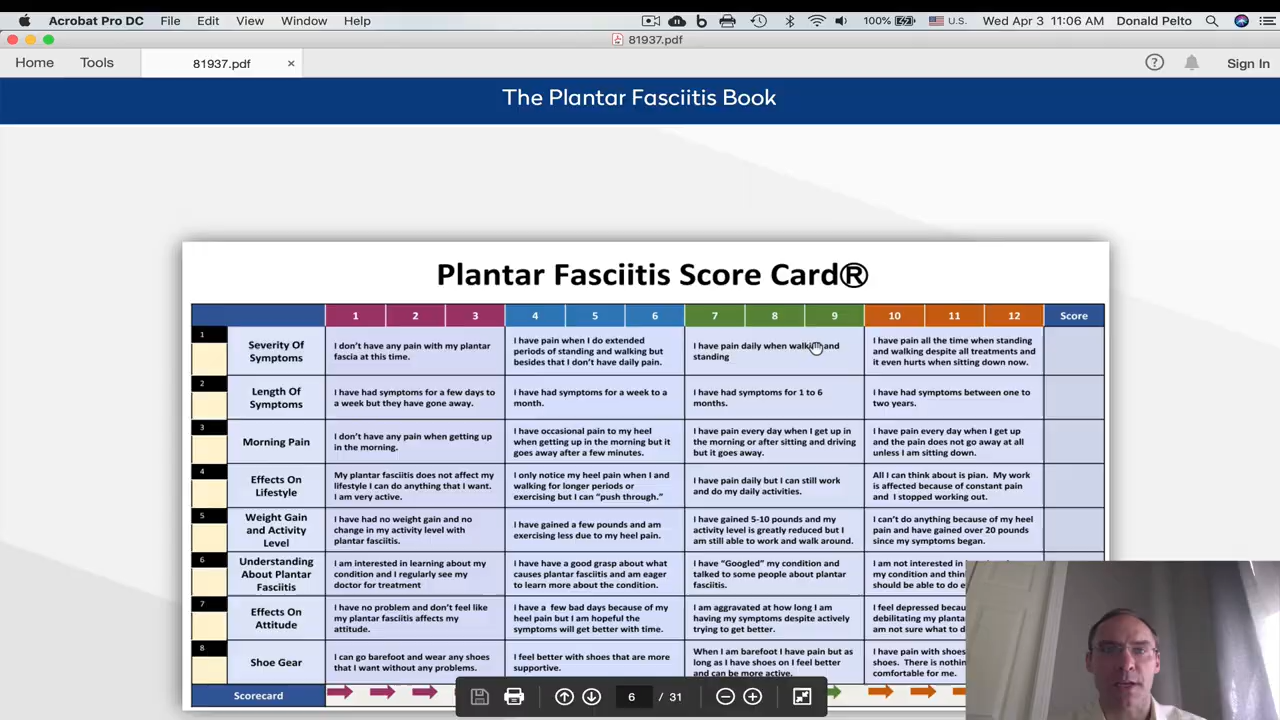 Acrobat Pro DC File Edit View Window Help 100% U.S. Wed Apr 3 11:06 AM Donald Pelto
81937.pdf
Home Tools 81937.pdf × ? Sign In
The Plantar Fasciitis Book
Plantar Fasciitis Score Card®
1 2 3 4 5 6 7 8 9 10 11 12 Score
1
Severity Of
Symptoms
I don't have any pain with my plantar
fascia at this time.
I have pain when I do extended
periods of standing and walking but
besides that I don't have daily pain.
I have pain daily when walking and
standing
I have pain all the time when standing
and walking despite all treatments and
it even hurts when sitting down now.
2
Length Of
Symptoms
I have had symptoms for a few days to
a week but they have gone away.
I have had symptoms for a week to a
month.
I have had symptoms for 1 to 6
months.
I have had symptoms between one to
two years.
3
Morning Pain
I don't have any pain when getting up
in the morning.
I have occasional pain to my heel
when getting up in the morning but it
goes away after a few minutes.
I have pain every day when I get up in
the morning or after sitting and driving
but it goes away.
I have pain every day when I get up
and the pain does not go away at all
unless I am sitting down.
4
Effects On
Lifestyle
My plantar fasciitis does not affect my
lifestyle I can do anything that I want.
I am very active.
I only notice my heel pain when I and
walking for longer periods or
exercising but I can "push through."
I have pain daily but I can still work
and do my daily activities.
All I can think about is pian. My work
is affected because of constant pain
and I stopped working out.
5
Weight Gain
and Activity
Level
I have had no weight gain and no
change in my activity level with
plantar fasciitis.
I have gained a few pounds and am
exercising less due to my heel pain.
I have gained 5-10 pounds and my
activity level is greatly reduced but I
am still able to work and walk around.
I can't do anything because of my heel
pain and have gained over 20 pounds
since my symptoms began.
6
Understanding
About Plantar
Fasciitis
I am interested in learning about my
condition and I regularly see my
doctor for treatment
I have have a good grasp about what
causes plantar fasciitis and am eager
to learn more about the condition.
I have "Googled" my condition and
talked to some people about plantar
fasciitis.
I am not interested in
my condition and thin
should be able to do e
7
Effects On
Attitude
I have no problem and don't feel like
my plantar fasciitis affects my
attitude.
I have a few bad days because of my
heel pain but I am hopeful the
symptoms will get better with time.
I am aggravated at how long I am
having my symptoms despite actively
trying to get better.
I feel depressed becau
debilitating my planta
am not sure what to d
8
Shoe Gear
I can go barefoot and wear any shoes
that I want without any problems.
I feel better with shoes that are more
supportive.
When I am barefoot I have pain but as
long as I have shoes on I feel better
and can be more active.
I have pain with shoes
shoes. There is nothin
comfortable for me.
Scorecard
6 / 31